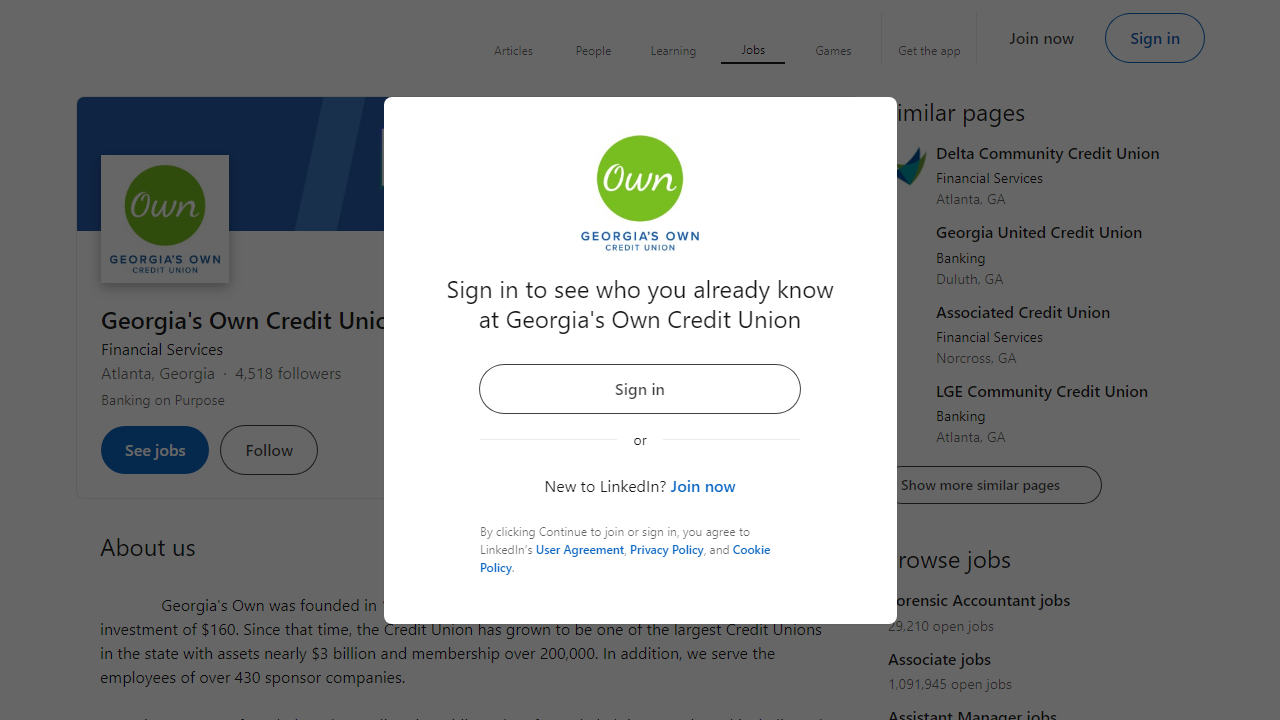 Articles
People
Learning
Jobs
Games
Get the app
Join now
Sign in
Own
GEORGIA'S OWN
CREDIT UNION
Georgia's Own Credit
Financial Services
Atlanta, Georgia · 4,518 followers
Banking on Purpose
See jobs
Follow
About us
Georgia's Own was founded in
investment of $160. Since that time, the Credit Union has grown to be one of the largest Credit Unions
in the state with assets nearly $3 billion and membership over 200,000. In addition, we serve the
employees of over 430 sponsor companies.
Own
GEORGIA'S OWN
CREDIT UNION
Sign in to see who you already know
at Georgia's Own Credit Union
Sign in
or
New to LinkedIn? Join now
By clicking Continue to join or sign in, you agree to
LinkedIn's User Agreement, Privacy Policy, and Cookie
Policy.
pages
Delta Community Credit Union
Financial Services
Atlanta, GA
Georgia United Credit Union
Banking
Duluth, GA
Associated Credit Union
Financial Services
Norcross, GA
LGE Community Credit Union
Banking
Atlanta, GA
Show more similar pages
jobs
Accountant jobs
29,210 open jobs
Associate jobs
1,091,945 open jobs
Assistant Manager jobs